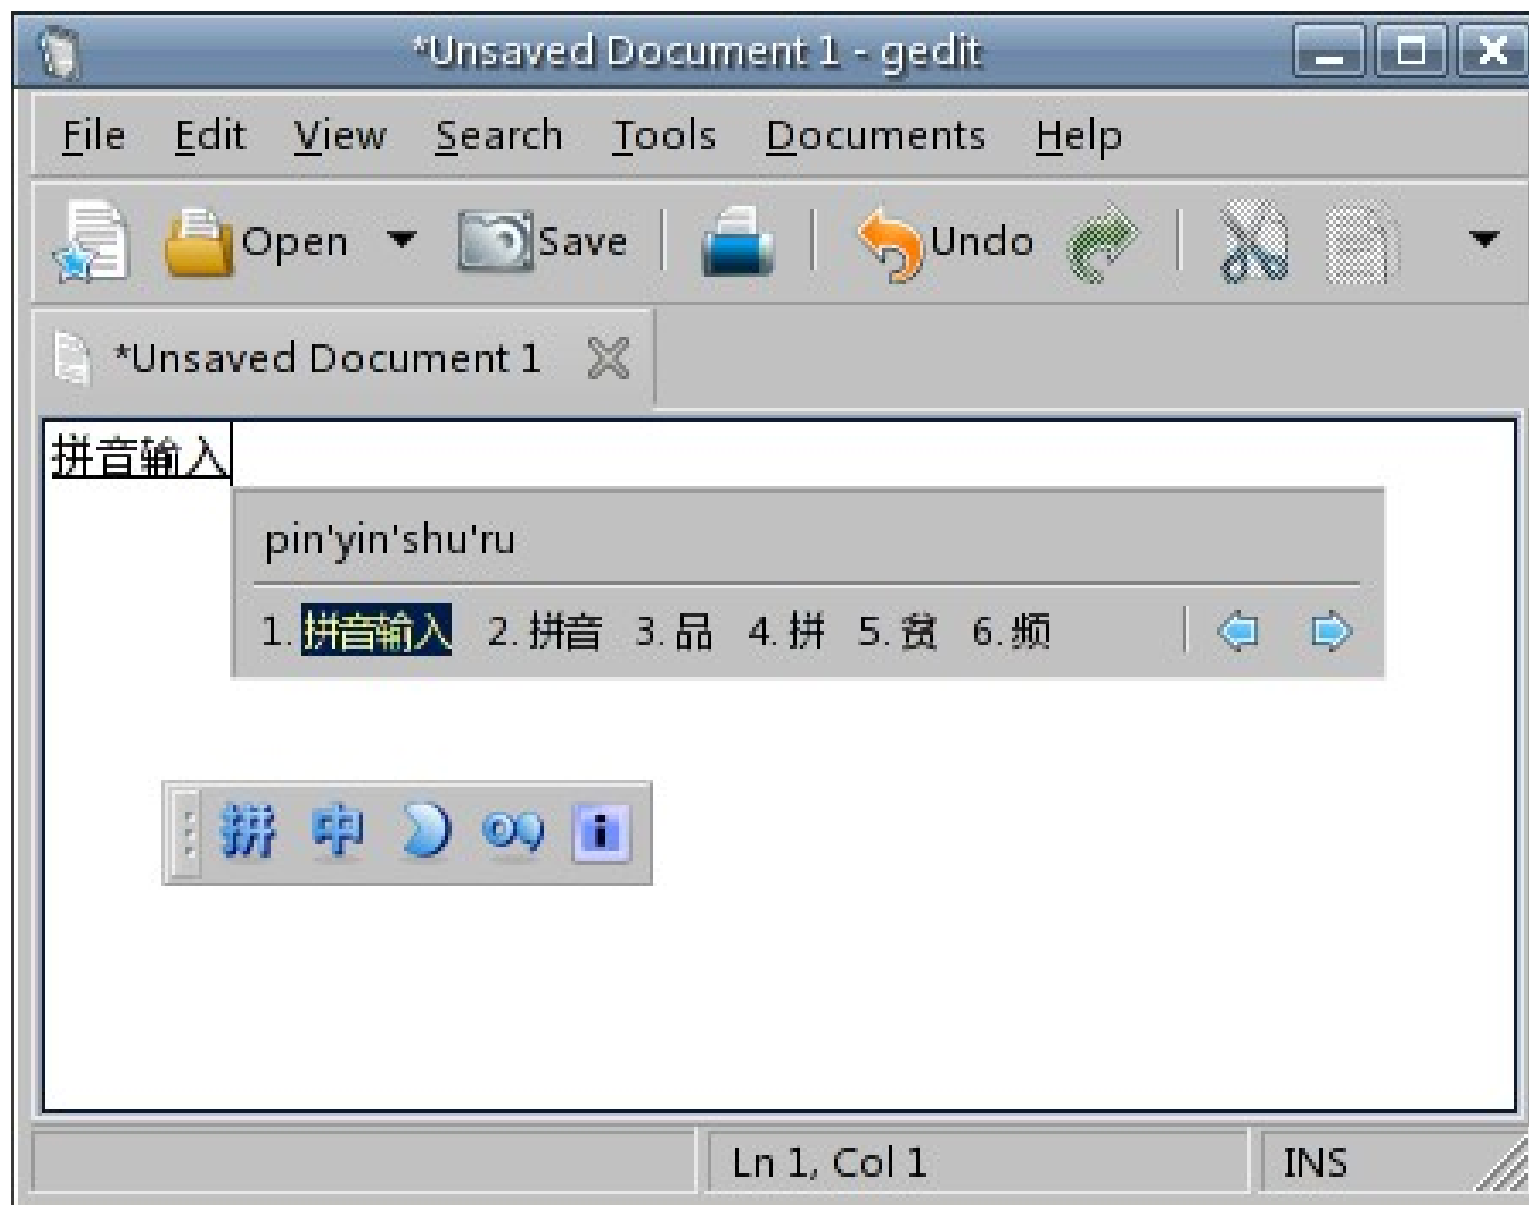 *Unsaved Document 1 - gedit
File Edit View Search Tools Documents Help
Open Save Undo
*Unsaved Document 1
拼音输入
pin'yin'shu'ru
1. 拼音输入 2. 拼音 3. 品 4. 拼 5. 贫 6. 频
拼 中 i
Ln 1, Col 1 INS